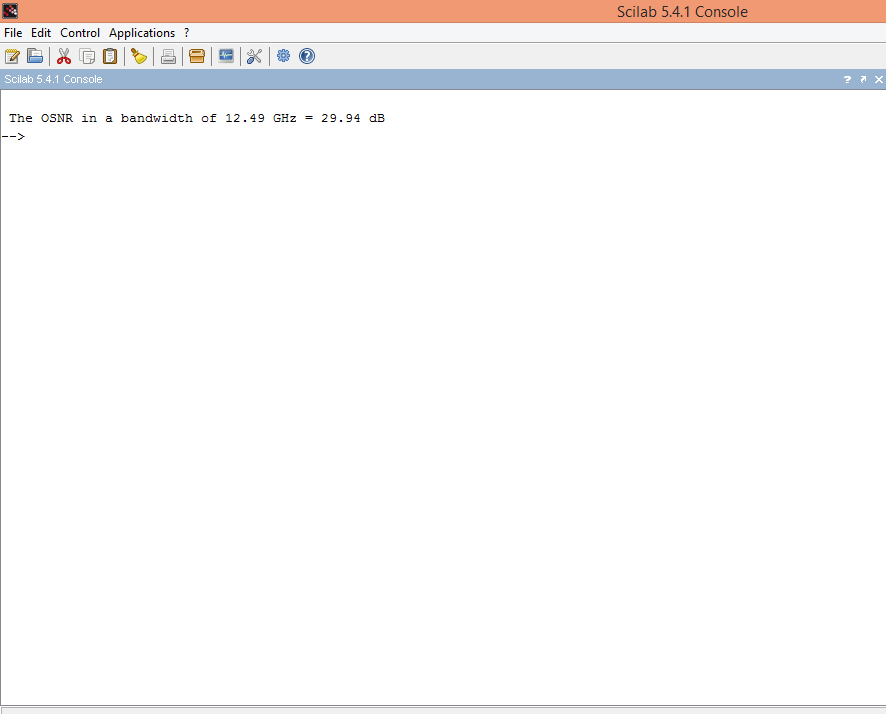 Scilab 5.4.1 Console
File Edit Control Applications ?
Scilab 5.4.1 Console
The OSNR in a bandwidth of 12.49 GHz = 29.94 dB
-->